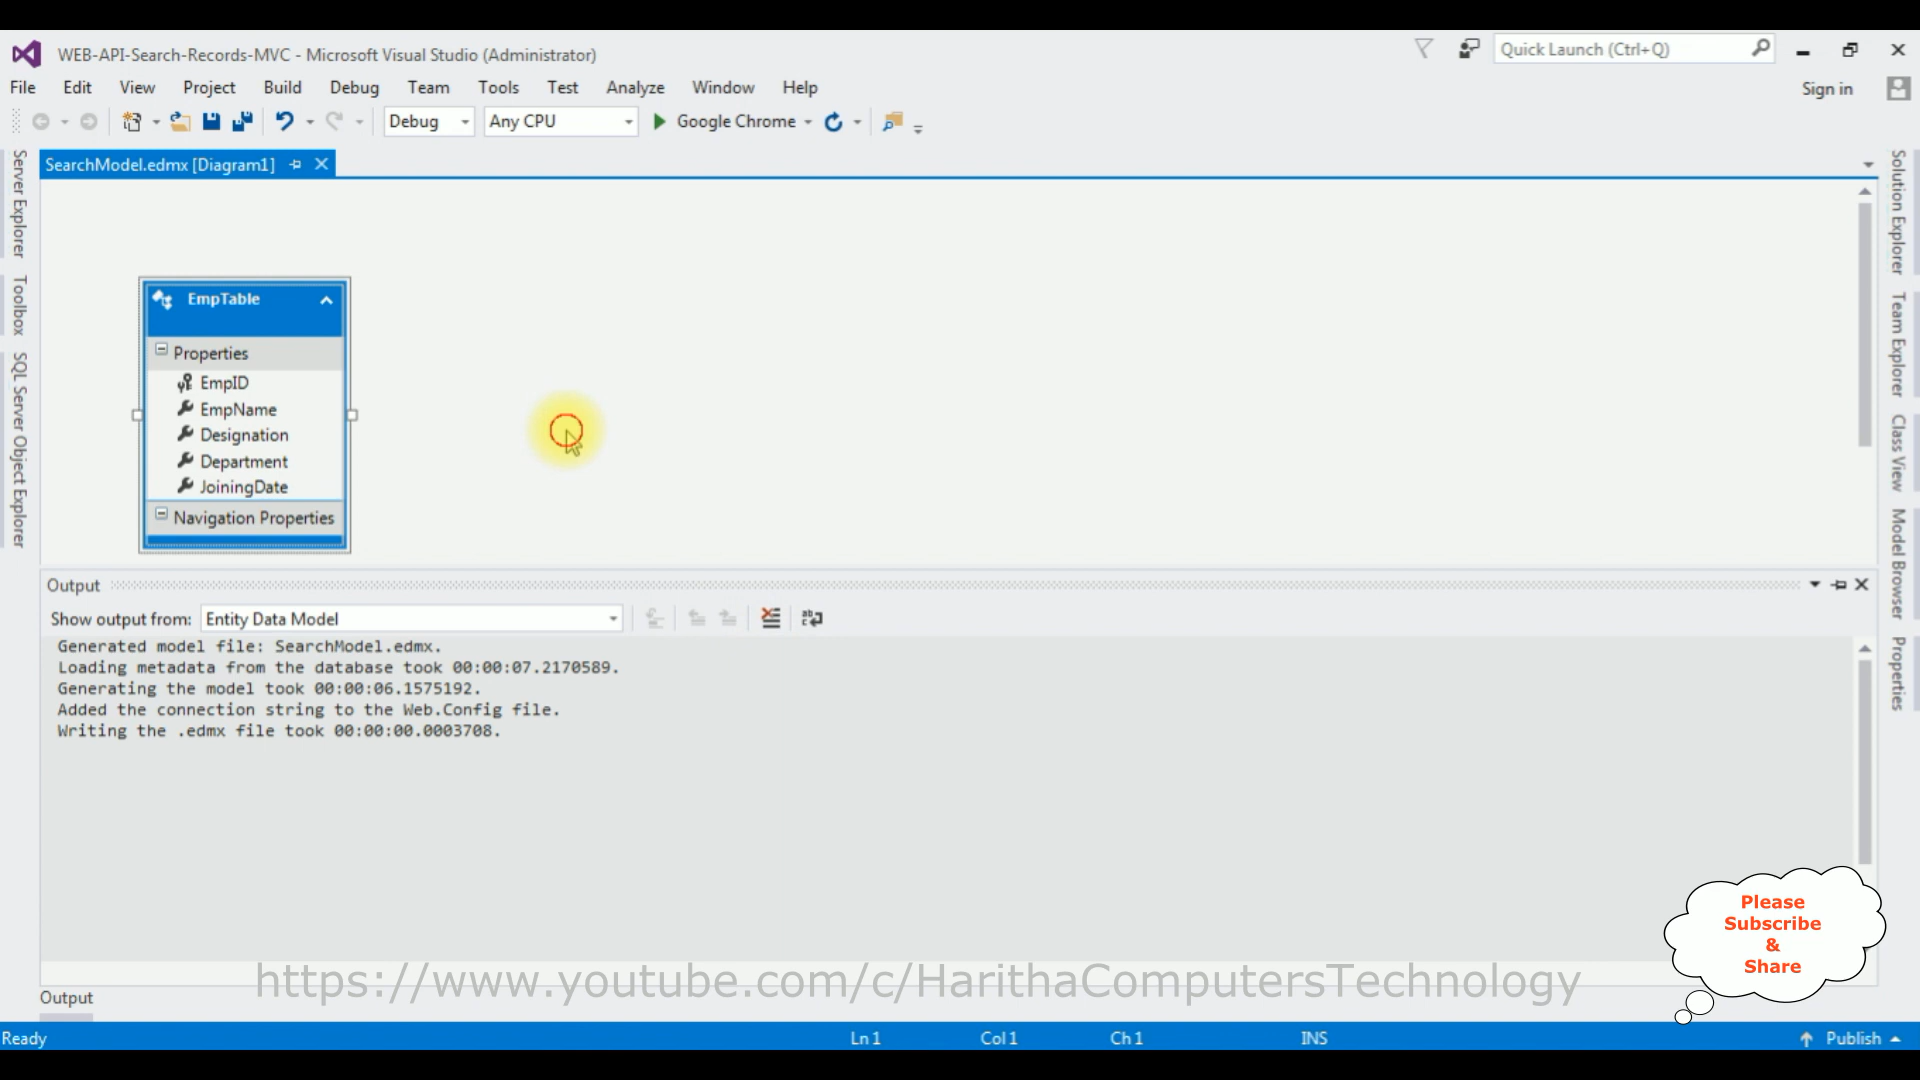 WEB-API-Search-Records-MVC - Microsoft Visual Studio (Administrator)
Quick Launch (Ctrl+Q)
File Edit View Project Build Debug Team Tools Test Analyze Window Help
Sign in
Debug Any CPU Google Chrome
SearchModel.edmx [Diagram1]
Server Explorer
Toolbox
SQL Server Object Explorer
EmpTable
Properties
EmpID
EmpName
Designation
Department
JoiningDate
Navigation Properties
Solution Explorer
Team Explorer
Class View
Model Browser
Properties
Output
Show output from: Entity Data Model
Generated model file: SearchModel.edmx.
Loading metadata from the database took 00:00:07.2170589.
Generating the model took 00:00:06.1575192.
Added the connection string to the Web.Config file.
Writing the .edmx file took 00:00:00.0003708.
Please
Subscribe
&
Share
https://www.youtube.com/c/HarithaComputersTechnology
Output
Ready Ln 1 Col 1 Ch 1 INS Publish